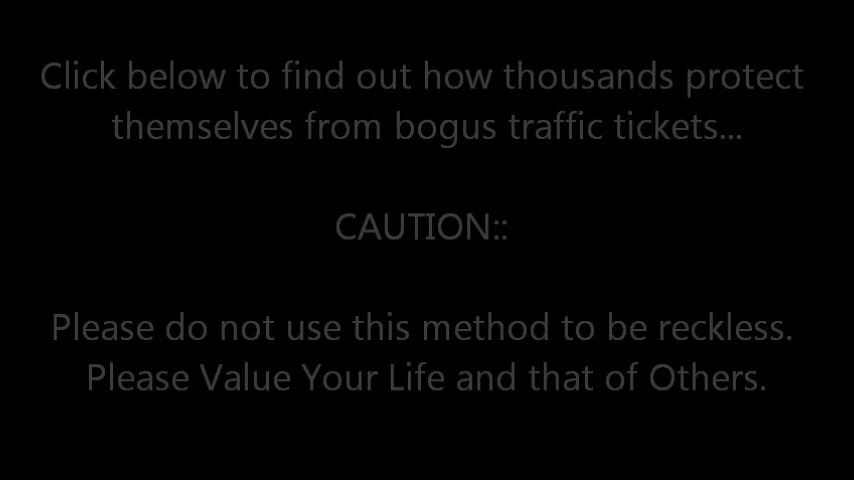 Click below to find out how thousands protect
themselves from bogus traffic tickets...
CAUTION::
Please do not use this method to be reckless.
Please Value Your Life and that of Others.